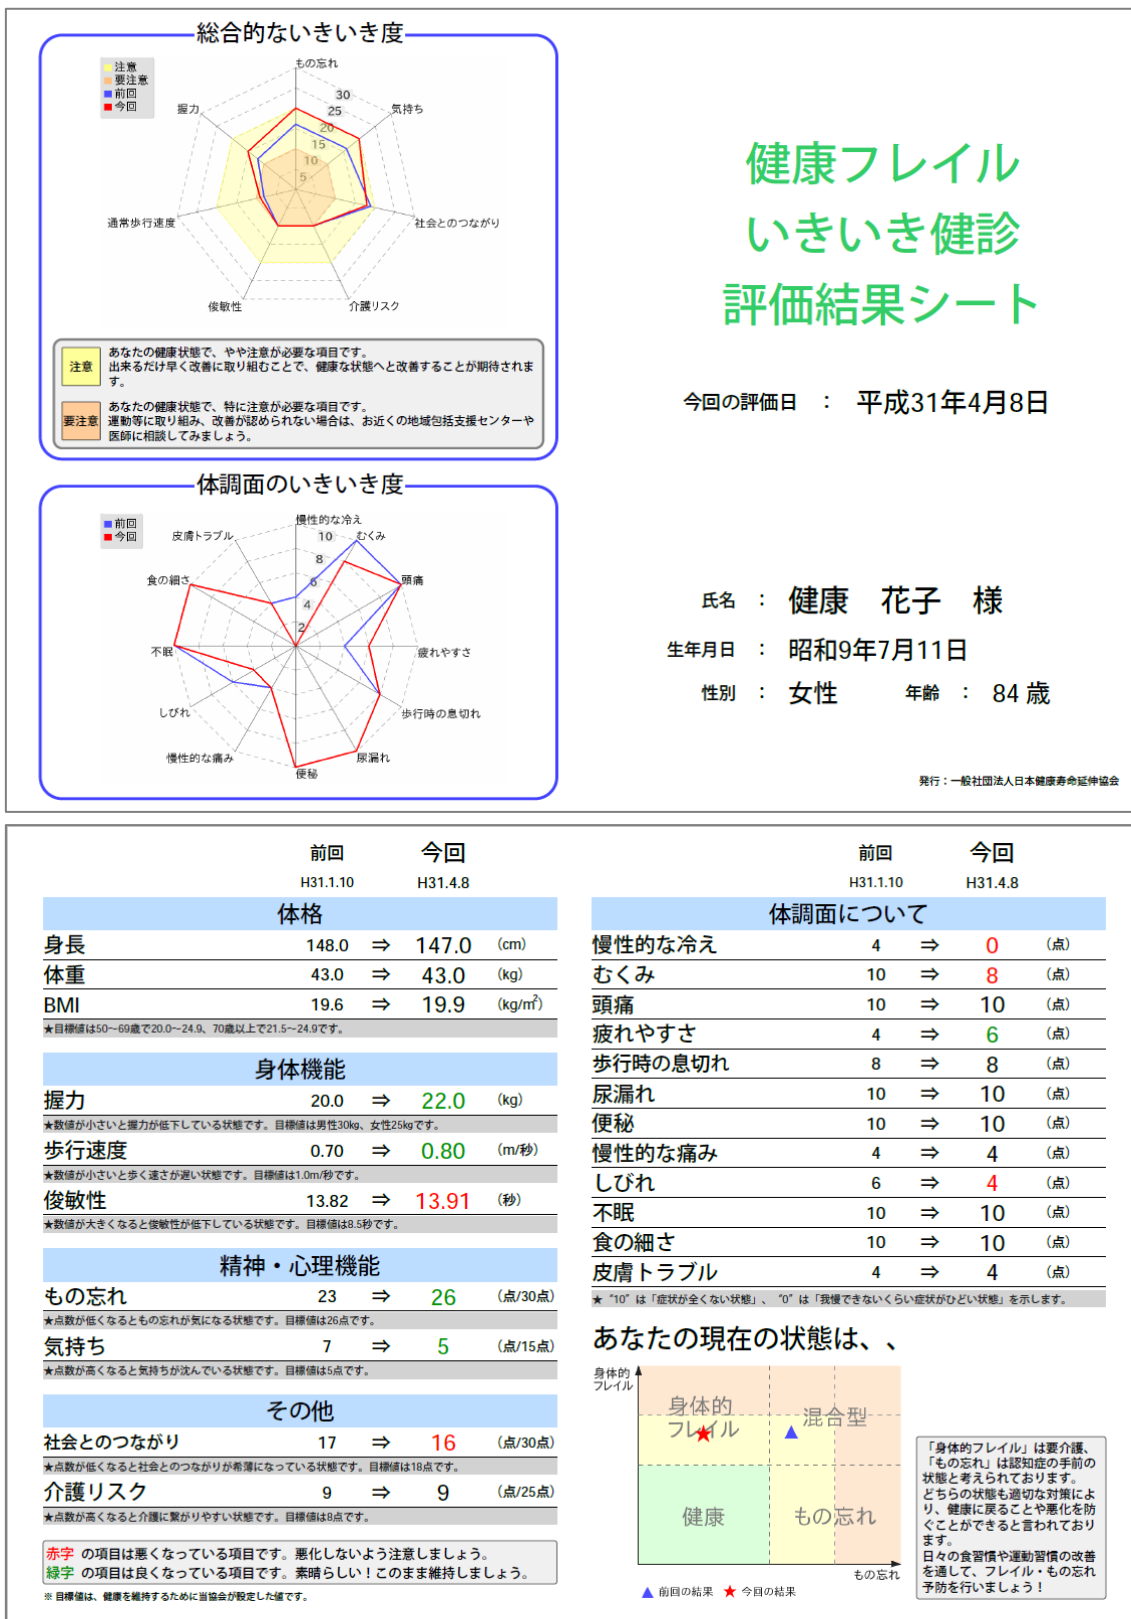 総合的ないきいき度
注意
要注意
前回
今回
もの忘れ
気持ち
社会とのつながり
介護リスク
俊敏性
通常歩行速度
握力
30
25
20
15
10
5
注意
あなたの健康状態で、やや注意が必要な項目です。
出来るだけ早く改善に取り組むことで、健康な状態へと改善することが期待されま
す。
要注意
あなたの健康状態で、特に注意が必要な項目です。
運動等に取り組み、改善が認められない場合は、お近くの地域包括支援センターや
医師に相談してみましょう。
体調面のいきいき度
前回
今回
慢性的な冷え
むくみ
頭痛
疲れやすさ
歩行時の息切れ
尿漏れ
便秘
慢性的な痛み
しびれ
不眠
食の細さ
皮膚トラブル
10
8
6
4
2
健康フレイル
いきいき健診
評価結果シート
今回の評価日 : 平成31年4月8日
氏名 : 健康 花子 様
生年月日 : 昭和9年7月11日
性別 : 女性 年齢 : 84 歳
発行:一般社団法人日本健康寿命延伸協会
前回 今回
H31.1.10 H31.4.8
体格
身長 148.0 ⇒ 147.0 (cm)
体重 43.0 ⇒ 43.0 (kg)
BMI 19.6 ⇒ 19.9 (kg/m²)
★目標値は50〜69歳で20.0〜24.9、70歳以上で21.5〜24.9です。
身体機能
握力 20.0 ⇒ 22.0 (kg)
★数値が小さいと握力が低下している状態です。目標値は男性30kg、女性25kgです。
歩行速度 0.70 ⇒ 0.80 (m/秒)
★数値が小さいと歩く速さが遅い状態です。目標値は1.0m/秒です。
俊敏性 13.82 ⇒ 13.91 (秒)
★数値が大きくなると俊敏性が低下している状態です。目標値は8.5秒です。
精神・心理機能
もの忘れ 23 ⇒ 26 (点/30点)
★点数が低くなるともの忘れが気になる状態です。目標値は26点です。
気持ち 7 ⇒ 5 (点/15点)
★点数が高くなると気持ちが沈んでいる状態です。目標値は5点です。
その他
社会とのつながり 17 ⇒ 16 (点/30点)
★点数が低くなると社会とのつながりが希薄になっている状態です。目標値は18点です。
介護リスク 9 ⇒ 9 (点/25点)
★点数が高くなると介護に繋がりやすい状態です。目標値は8点です。
赤字 の項目は悪くなっている項目です。悪化しないよう注意しましょう。
緑字 の項目は良くなっている項目です。素晴らしい!このまま維持しましょう。
※ 目標値は、健康を維持するために当協会が設定した値です。
前回 今回
H31.1.10 H31.4.8
体調面について
慢性的な冷え 4 ⇒ 0 (点)
むくみ 10 ⇒ 8 (点)
頭痛 10 ⇒ 10 (点)
疲れやすさ 4 ⇒ 6 (点)
歩行時の息切れ 8 ⇒ 8 (点)
尿漏れ 10 ⇒ 10 (点)
便秘 10 ⇒ 10 (点)
慢性的な痛み 4 ⇒ 4 (点)
しびれ 6 ⇒ 4 (点)
不眠 10 ⇒ 10 (点)
食の細さ 10 ⇒ 10 (点)
皮膚トラブル 4 ⇒ 4 (点)
★ “10” は「症状が全くない状態」、 “0” は「我慢できないくらい症状がひどい状態」を示します。
あなたの現在の状態は、、
身体的
フレイル
身体的
フレイル
混合型
健康
もの忘れ
もの忘れ
▲ 前回の結果 ★ 今回の結果
「身体的フレイル」は要介護、
「もの忘れ」は認知症の手前の
状態と考えられております。
どちらの状態も適切な対策によ
り、健康に戻ることや悪化を防
ぐことができると言われており
ます。
日々の食習慣や運動習慣の改善
を通して、フレイル・もの忘れ
予防を行いましょう!